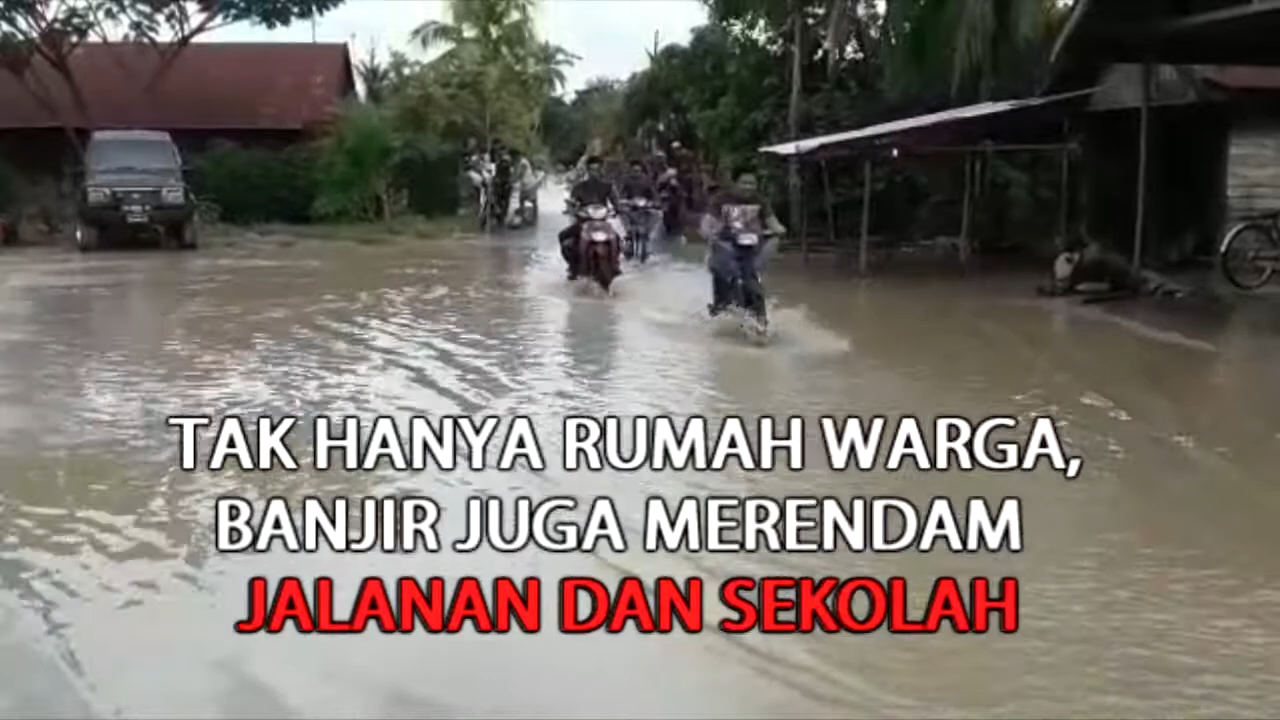 TAK HANYA RUMAH WARGA,
BANJIR JUGA MERENDAM
JALANAN DAN SEKOLAH